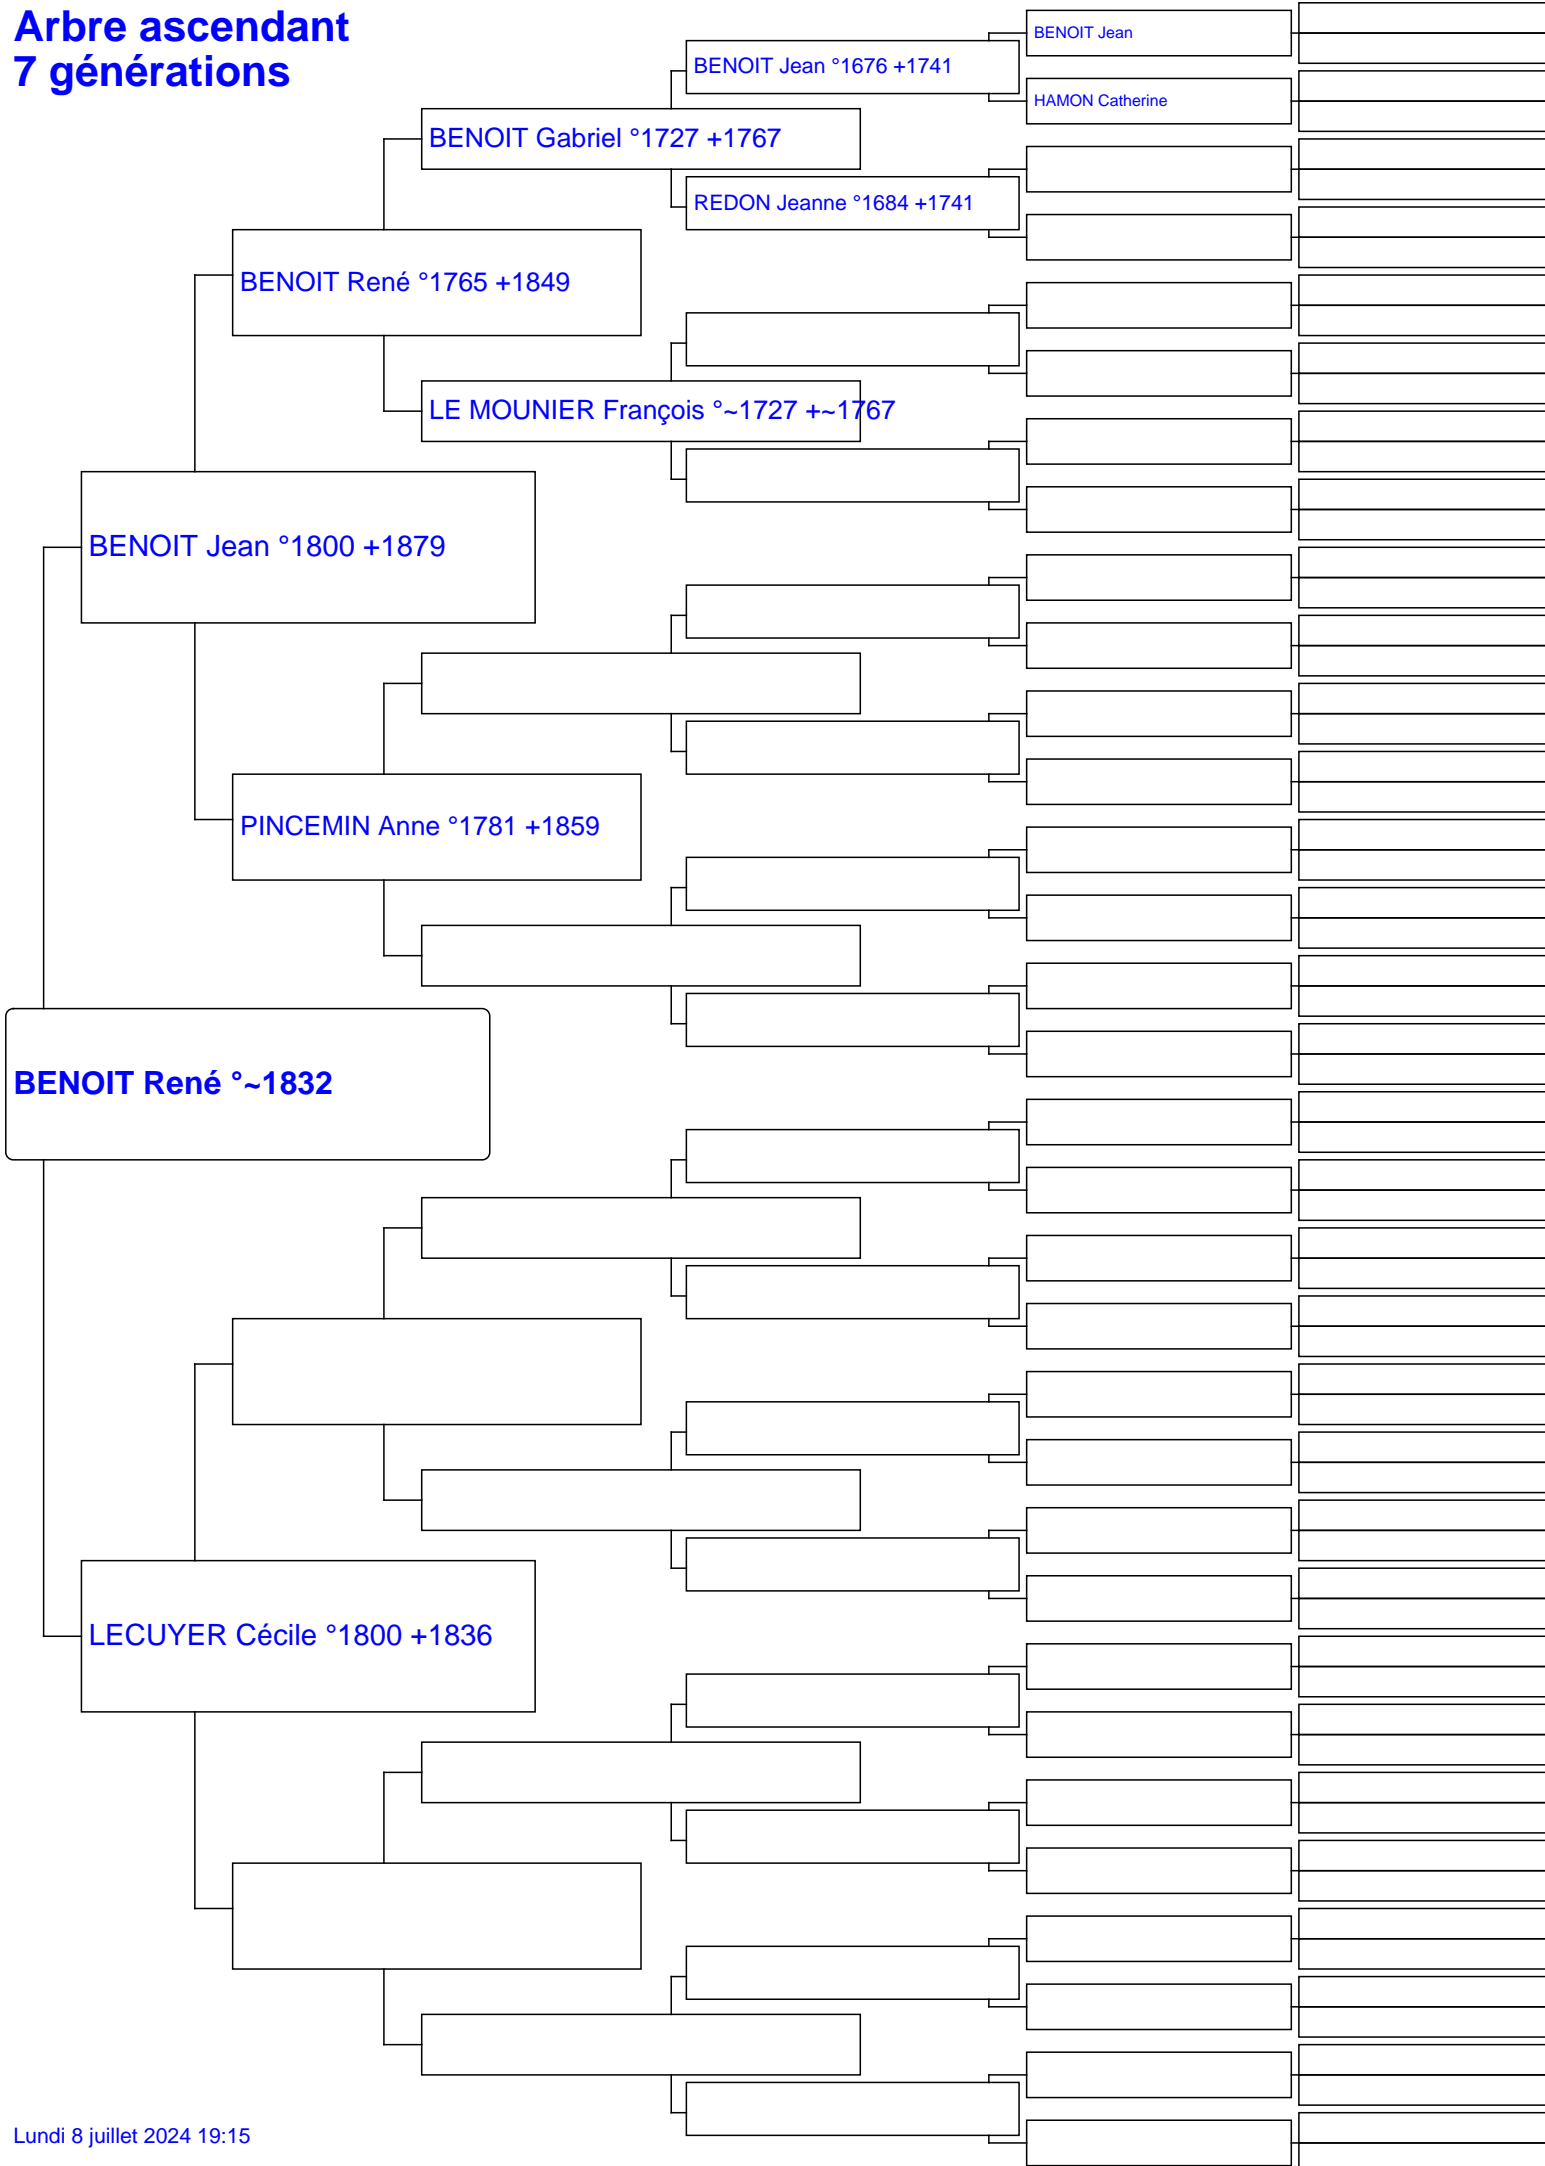 Arbre ascendant
7 générations
BENOIT Jean
BENOIT Jean °1676 +1741
HAMON Catherine
BENOIT Gabriel °1727 +1767
REDON Jeanne °1684 +1741
BENOIT René °1765 +1849
LE MOUNIER François °~1727 +~1767
BENOIT Jean °1800 +1879
PINCEMIN Anne °1781 +1859
BENOIT René °~1832
LECUYER Cécile °1800 +1836
Lundi 8 juillet 2024 19:15